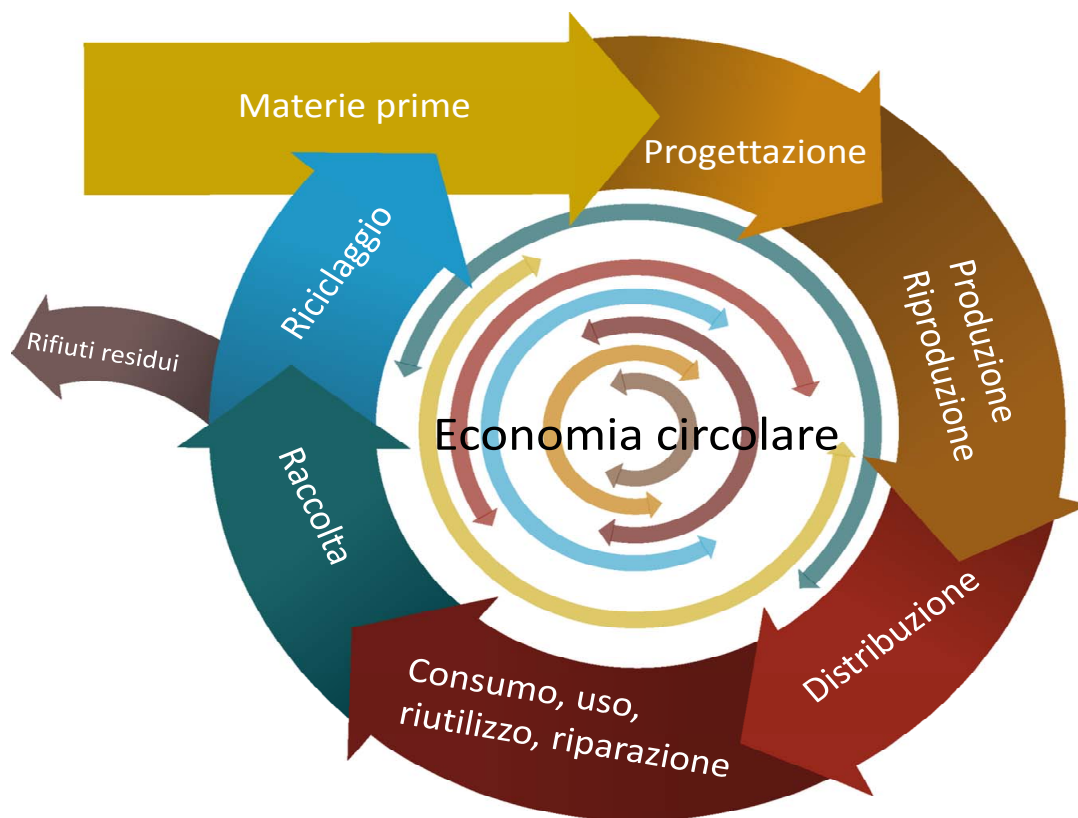 Materie prime
Progettazione
Produzione
Riproduzione
Distribuzione
Consumo, uso,
riutilizzo, riparazione
Raccolta
Riciclaggio
Rifiuti residui
Economia circolare